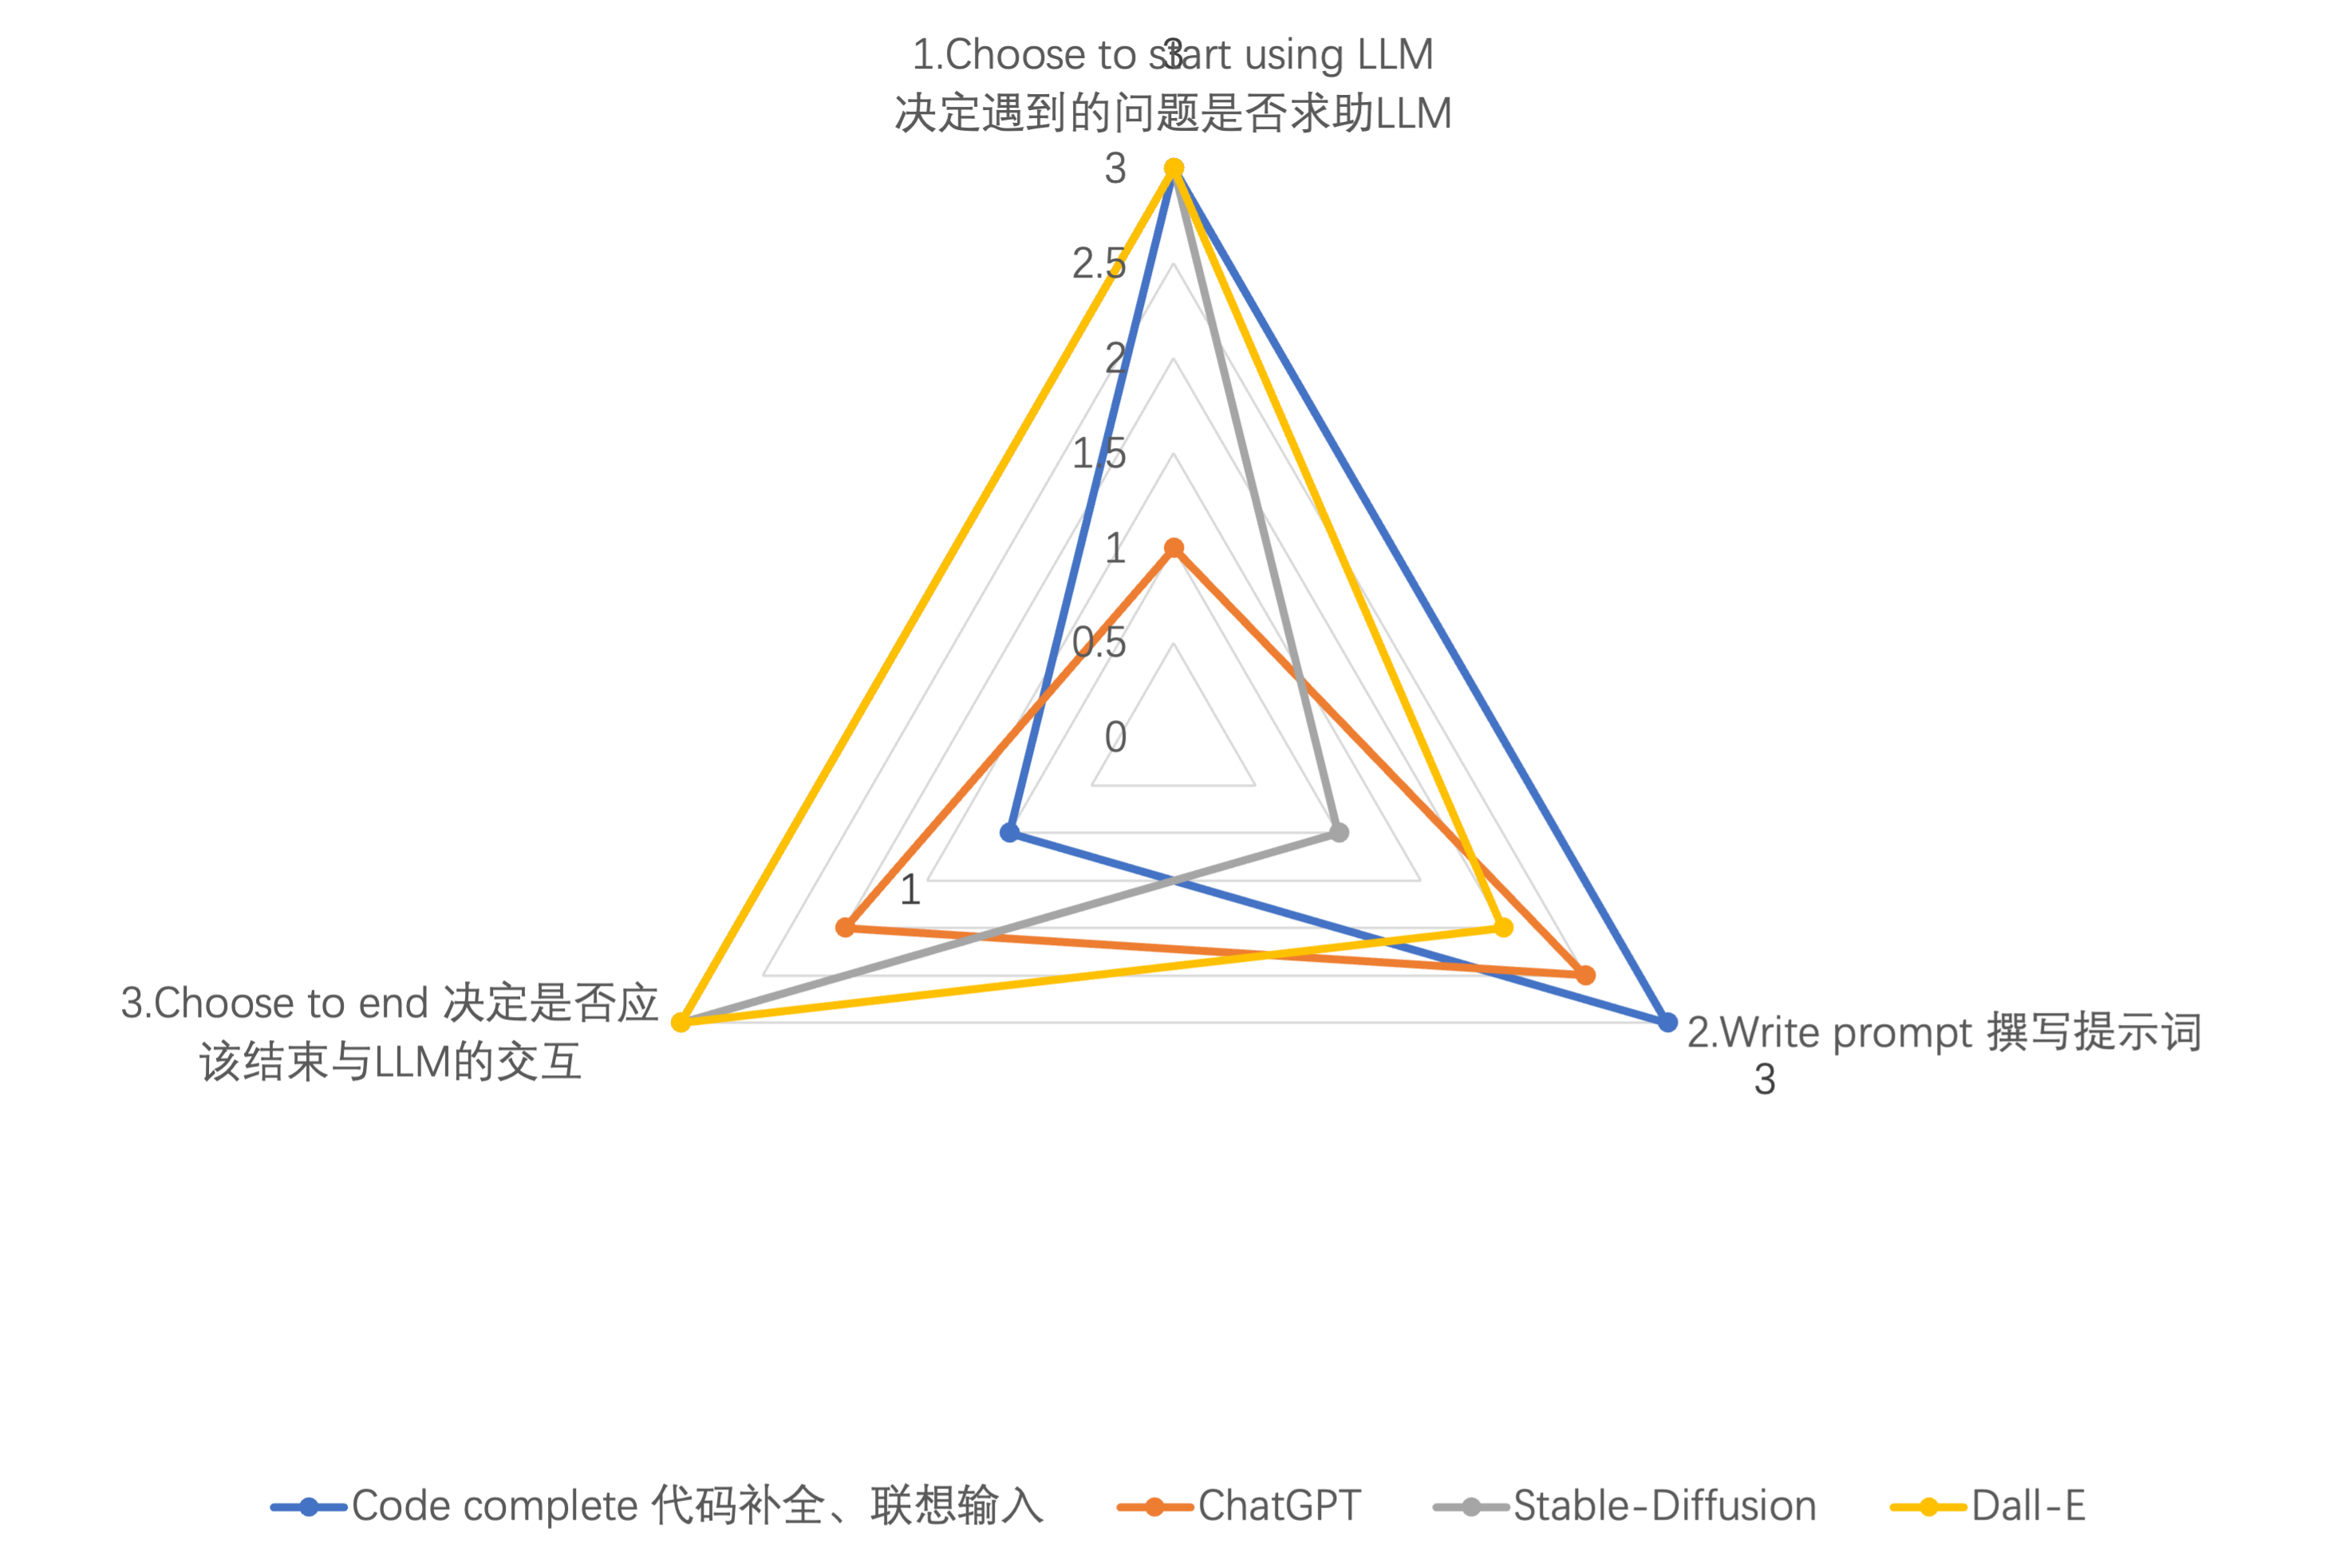 3
1.Choose to start using LLM
决定遇到的问题是否求助LLM
3
2.5
2
1.5
1
0.5
0
1
3.Choose to end 决定是否应
该结束与LLM的交互
2.Write prompt 撰写提示词
3
Code complete 代码补全、联想输入
ChatGPT
Stable-Diffusion
Dall-E